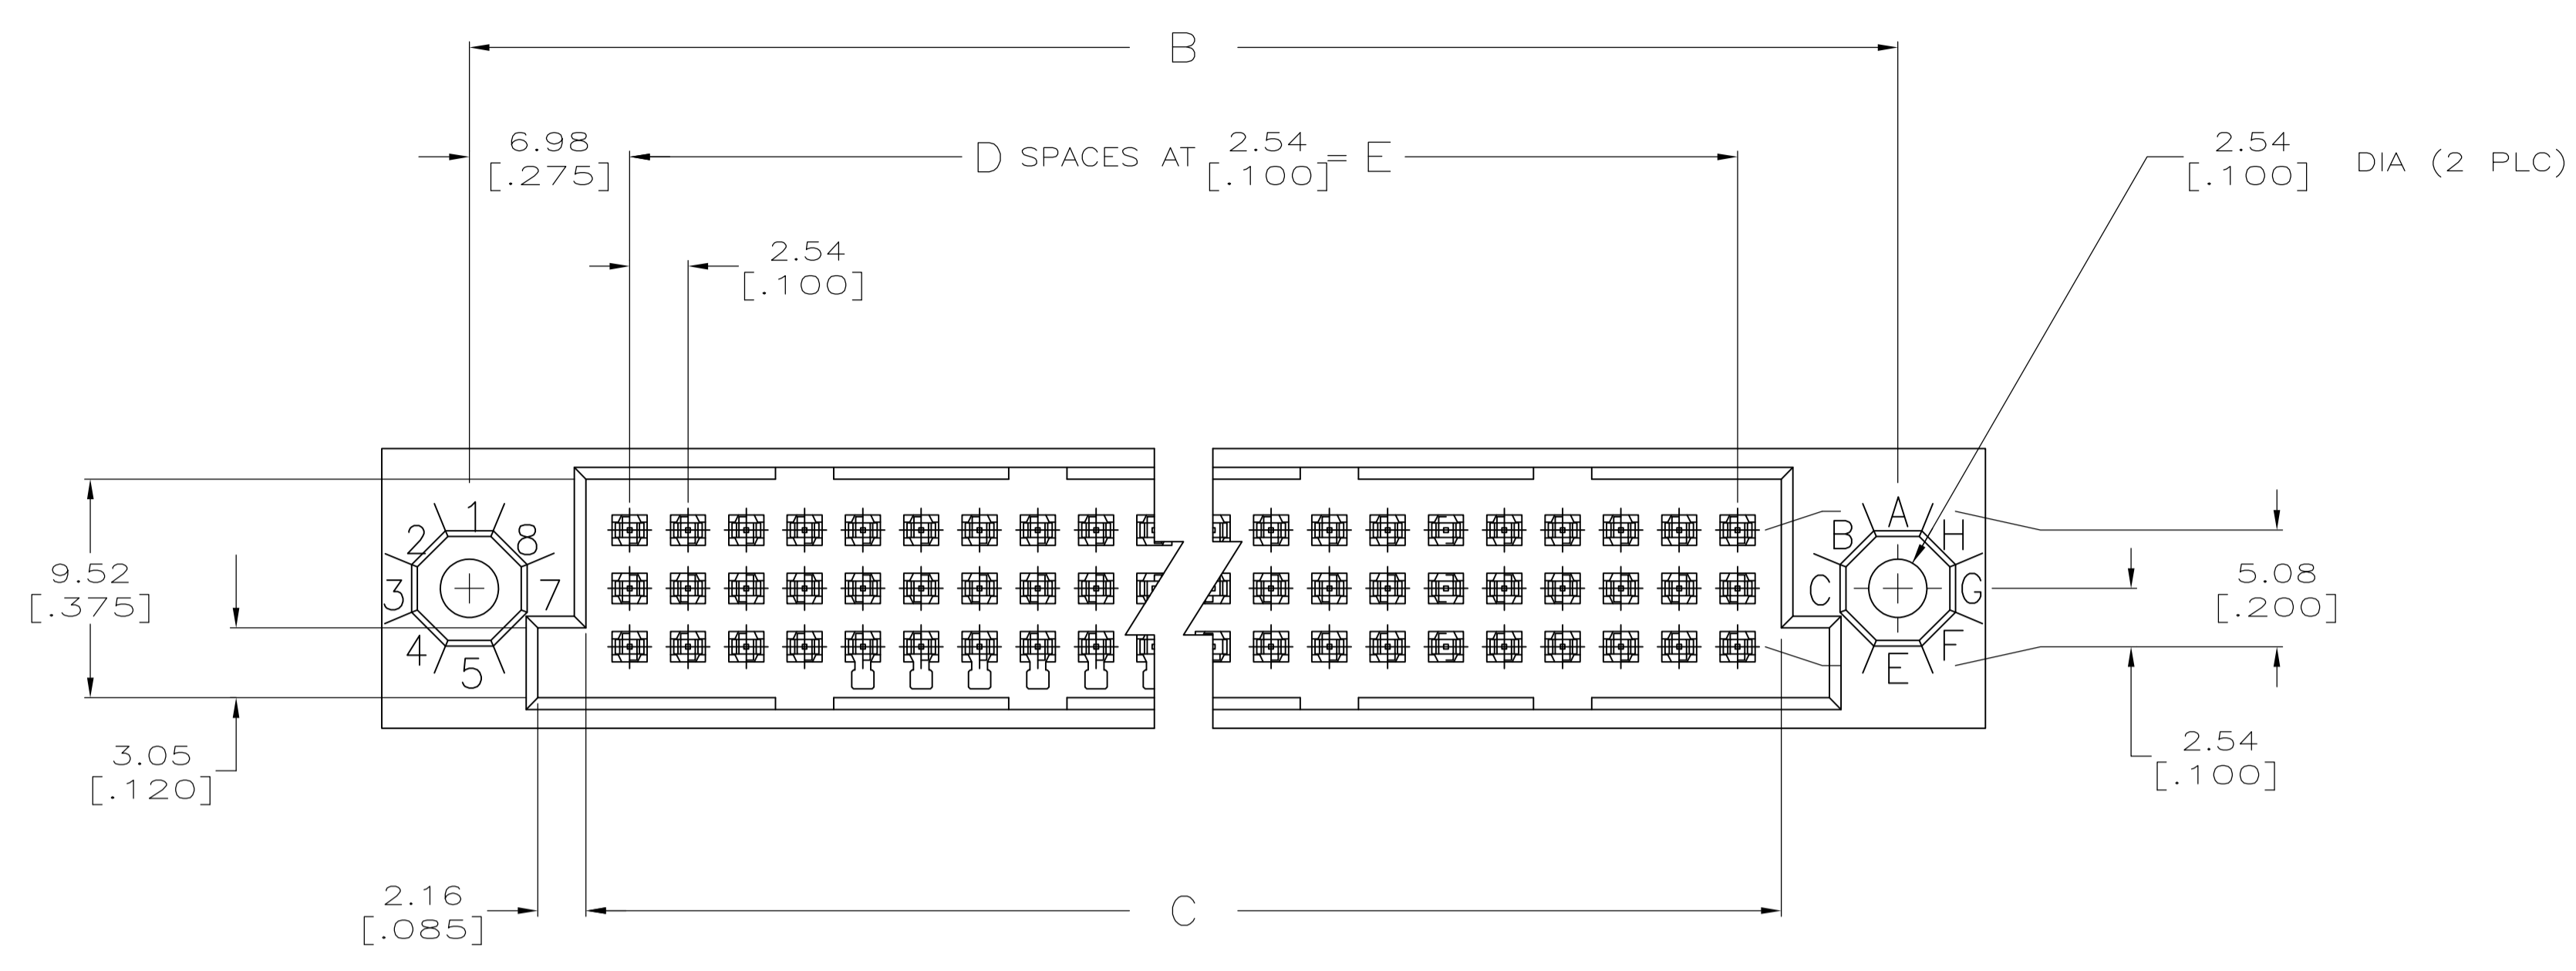 B
6.98
[.275]
D SPACES AT 2.54 = E
[.100]
2.54
[.100] DIA (2 PLC)
2.54
[.100]
1
2
8
3
7
4
5
A
B
H
C
G
F
E
9.52
[.375]
5.08
[.200]
3.05
[.120]
2.54
[.100]
2.16
[.085]
C